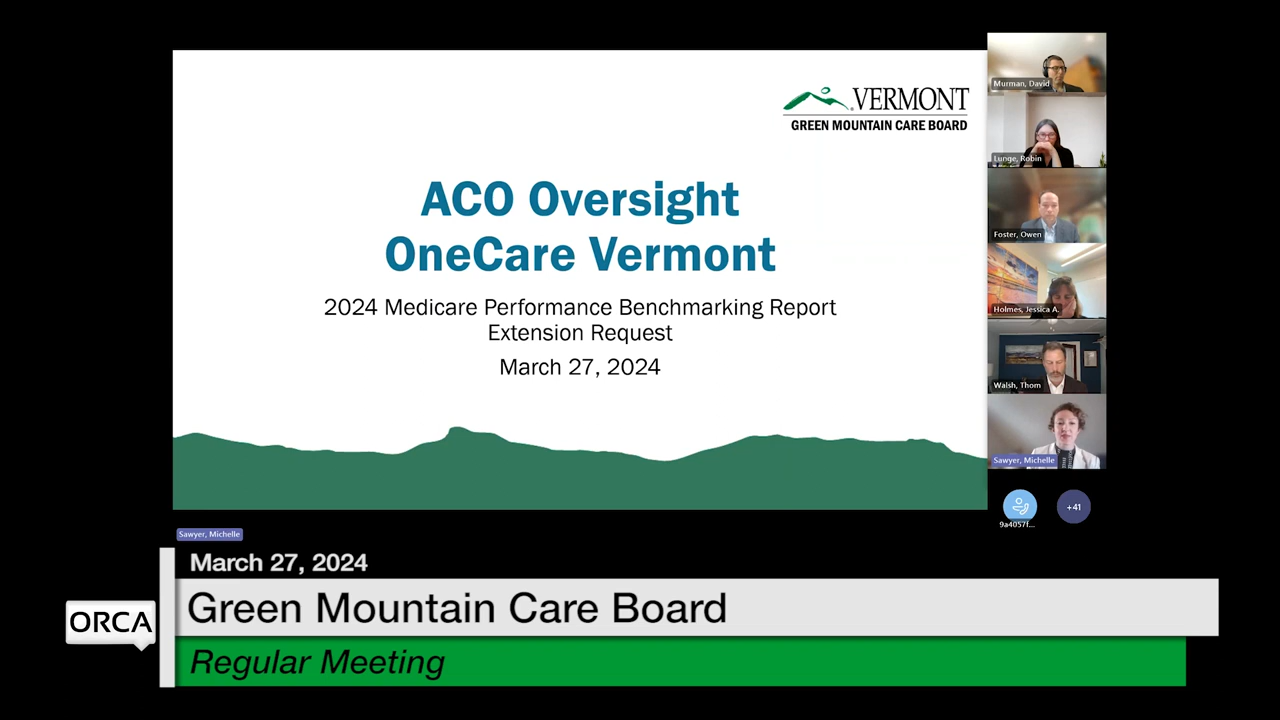 VERMONT
GREEN MOUNTAIN CARE BOARD
ACO Oversight
OneCare Vermont
2024 Medicare Performance Benchmarking Report
Extension Request
March 27, 2024
Murman, David
Lunge, Robin
Foster, Owen
Holmes, Jessica A.
Walsh, Thom
Sawyer, Michelle
9a4057f...
+41
Sawyer, Michelle
March 27, 2024
Green Mountain Care Board
Regular Meeting
ORCA